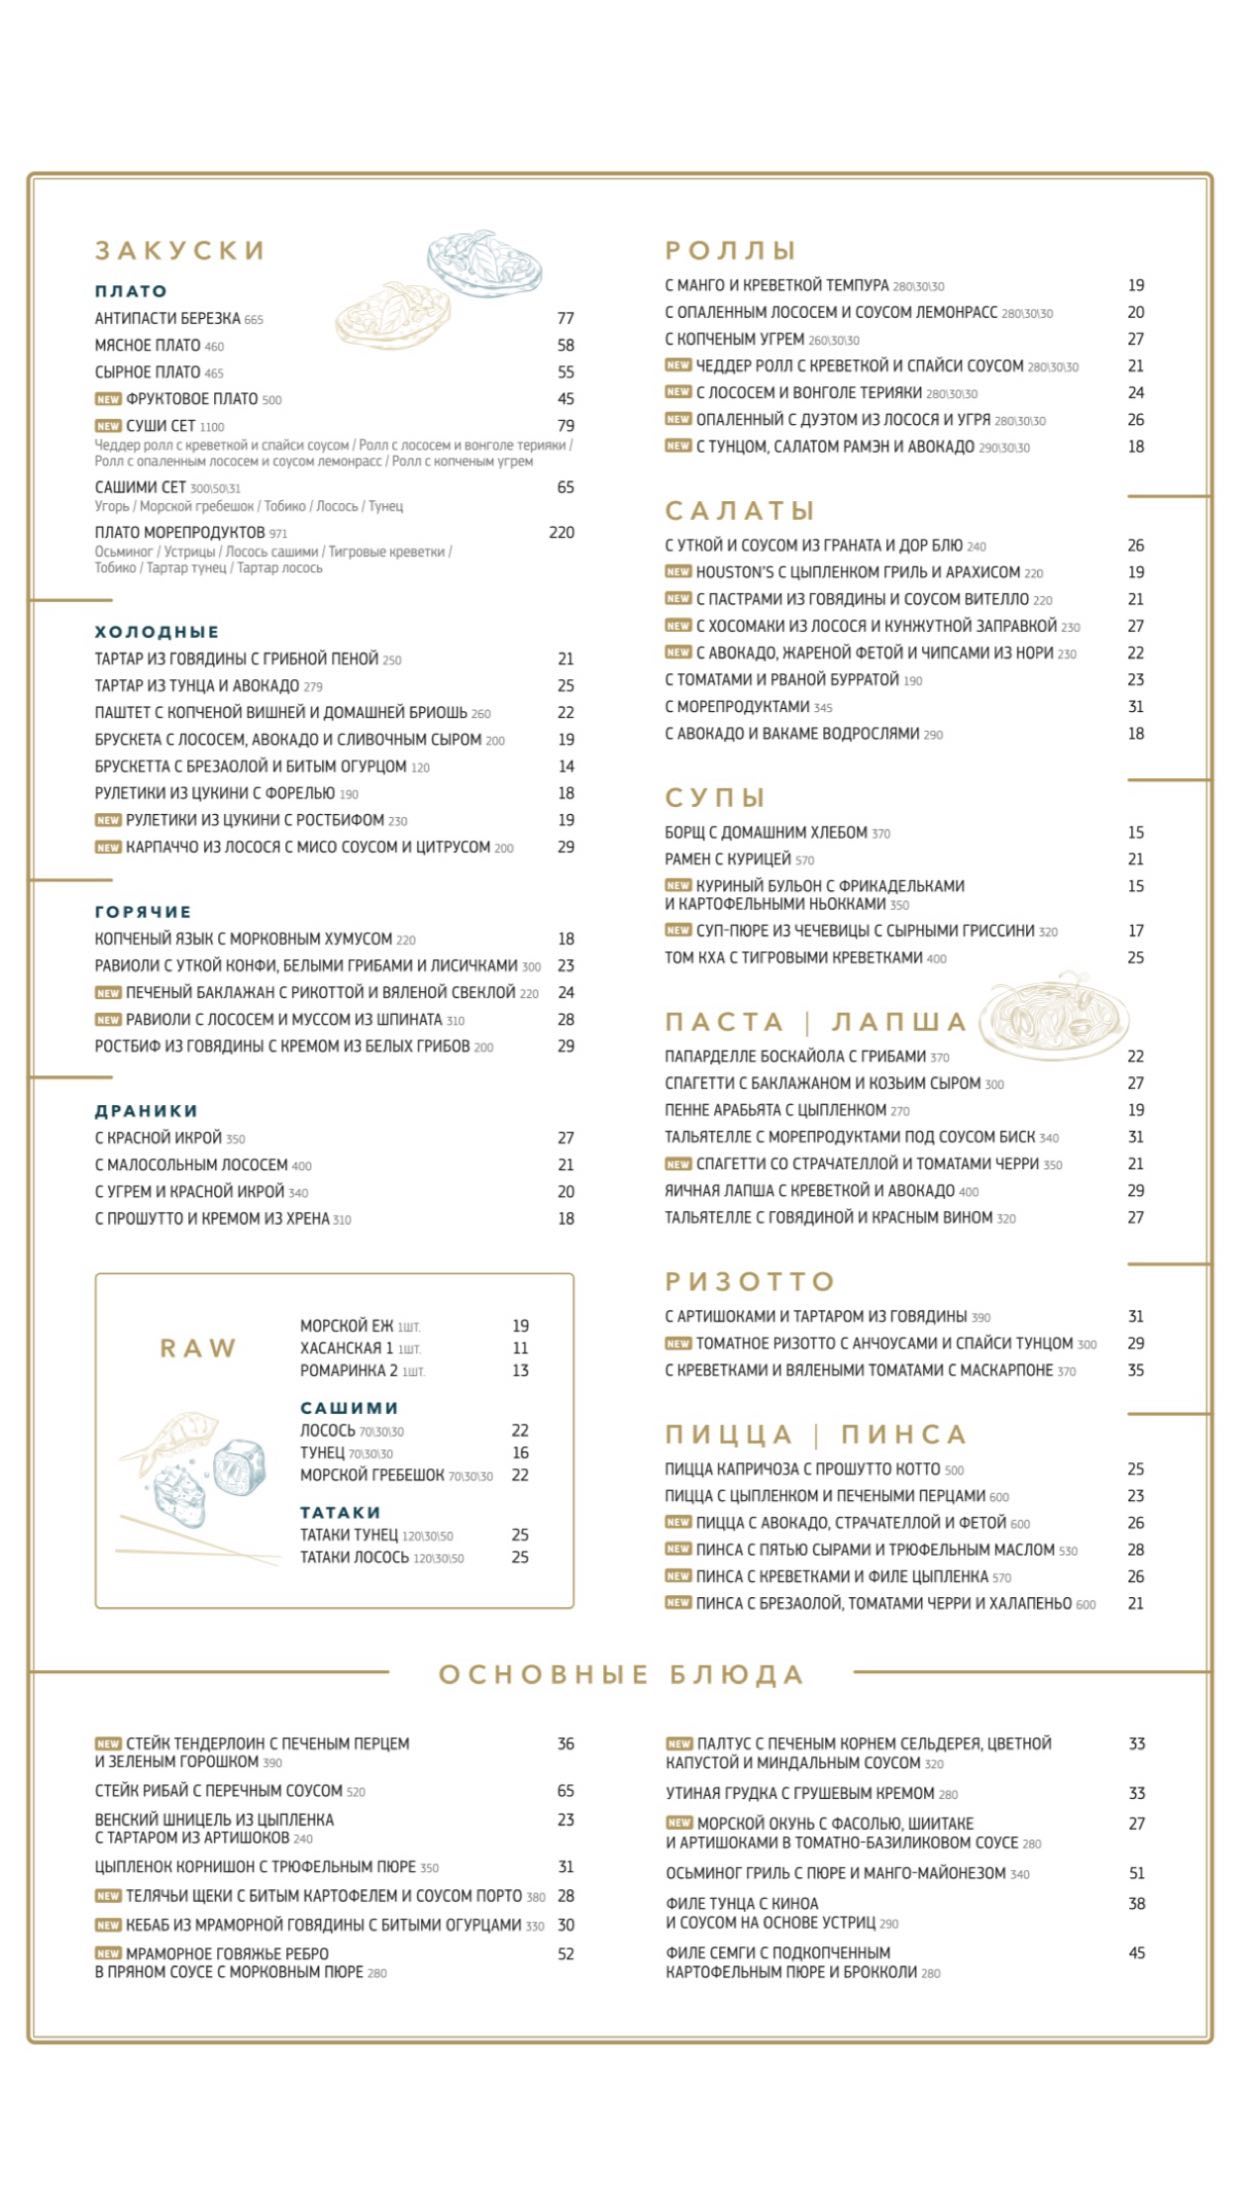 ЗАКУСКИ
ПЛАТО
АНТИПАСТИ БЕРЕЗКА 665 77
МЯСНОЕ ПЛАТО 460 58
СЫРНОЕ ПЛАТО 465 55
NEW ФРУКТОВОЕ ПЛАТО 500 45
NEW СУШИ СЕТ 1100 79
Чеддер ролл с креветкой и спайси соусом / Ролл с лососем и вонголе терияки /
Ролл с опаленным лососем и соусом лемонрасс / Ролл с копченым угрем
САШИМИ СЕТ 300\50\31 65
Угорь / Морской гребешок / Тобико / Лосось / Тунец
ПЛАТО МОРЕПРОДУКТОВ 971 220
Осьминог / Устрицы / Лосось сашими / Тигровые креветки /
Тобико / Тартар тунец / Тартар лосось
ХОЛОДНЫЕ
ТАРТАР ИЗ ГОВЯДИНЫ С ГРИБНОЙ ПЕНОЙ 250 21
ТАРТАР ИЗ ТУНЦА И АВОКАДО 279 25
ПАШТЕТ С КОПЧЕНОЙ ВИШНЕЙ И ДОМАШНЕЙ БРИОШЬ 260 22
БРУСКЕТА С ЛОСОСЕМ, АВОКАДО И СЛИВОЧНЫМ СЫРОМ 200 19
БРУСКЕТТА С БРЕЗАОЛОЙ И БИТЫМ ОГУРЦОМ 120 14
РУЛЕТИКИ ИЗ ЦУКИНИ С ФОРЕЛЬЮ 190 18
NEW РУЛЕТИКИ ИЗ ЦУКИНИ С РОСТБИФОМ 230 19
NEW КАРПАЧЧО ИЗ ЛОСОСЯ С МИСО СОУСОМ И ЦИТРУСОМ 200 29
ГОРЯЧИЕ
КОПЧЕНЫЙ ЯЗЫК С МОРКОВНЫМ ХУМУСОМ 220 18
РАВИОЛИ С УТКОЙ КОНФИ, БЕЛЫМИ ГРИБАМИ И ЛИСИЧКАМИ 300 23
NEW ПЕЧЕНЫЙ БАКЛАЖАН С РИКОТТОЙ И ВЯЛЕНОЙ СВЕКЛОЙ 220 24
NEW РАВИОЛИ С ЛОСОСЕМ И МУССОМ ИЗ ШПИНАТА 310 28
РОСТБИФ ИЗ ГОВЯДИНЫ С КРЕМОМ ИЗ БЕЛЫХ ГРИБОВ 200 29
ДРАНИКИ
С КРАСНОЙ ИКРОЙ 350 27
С МАЛОСОЛЬНЫМ ЛОСОСЕМ 400 21
С УГРЕМ И КРАСНОЙ ИКРОЙ 340 20
С ПРОШУТТО И КРЕМОМ ИЗ ХРЕНА 310 18
RAW
МОРСКОЙ ЕЖ 1ШТ. 19
ХАСАНСКАЯ 1 1ШТ. 11
РОМАРИНКА 2 1ШТ. 13
САШИМИ
ЛОСОСЬ 70\30\30 22
ТУНЕЦ 70\30\30 16
МОРСКОЙ ГРЕБЕШОК 70\30\30 22
ТАТАКИ
ТАТАКИ ТУНЕЦ 120\30\50 25
ТАТАКИ ЛОСОСЬ 120\30\50 25
РОЛЛЫ
С МАНГО И КРЕВЕТКОЙ ТЕМПУРА 280\30\30 19
С ОПАЛЕННЫМ ЛОСОСЕМ И СОУСОМ ЛЕМОНРАСС 280\30\30 20
С КОПЧЕНЫМ УГРЕМ 260\30\30 27
NEW ЧЕДДЕР РОЛЛ С КРЕВЕТКОЙ И СПАЙСИ СОУСОМ 280\30\30 21
NEW С ЛОСОСЕМ И ВОНГОЛЕ ТЕРИЯКИ 280\30\30 24
NEW ОПАЛЕННЫЙ С ДУЭТОМ ИЗ ЛОСОСЯ И УГРЯ 280\30\30 26
NEW С ТУНЦОМ, САЛАТОМ РАМЭН И АВОКАДО 290\30\30 18
САЛАТЫ
С УТКОЙ И СОУСОМ ИЗ ГРАНАТА И ДОР БЛЮ 240 26
NEW HOUSTON'S С ЦЫПЛЕНКОМ ГРИЛЬ И АРАХИСОМ 220 19
NEW С ПАСТРАМИ ИЗ ГОВЯДИНЫ И СОУСОМ ВИТЕЛЛО 220 21
NEW С ХОСОМАКИ ИЗ ЛОСОСЯ И КУНЖУТНОЙ ЗАПРАВКОЙ 230 27
NEW С АВОКАДО, ЖАРЕНОЙ ФЕТОЙ И ЧИПСАМИ ИЗ НОРИ 230 22
С ТОМАТАМИ И РВАНОЙ БУРРАТОЙ 190 23
С МОРЕПРОДУКТАМИ 345 31
С АВОКАДО И ВАКАМЕ ВОДРОСЛЯМИ 290 18
СУПЫ
БОРЩ С ДОМАШНИМ ХЛЕБОМ 370 15
РАМЕН С КУРИЦЕЙ 570 21
NEW КУРИНЫЙ БУЛЬОН С ФРИКАДЕЛЬКАМИ 15
И КАРТОФЕЛЬНЫМИ НЬОККАМИ 350
NEW СУП-ПЮРЕ ИЗ ЧЕЧЕВИЦЫ С СЫРНЫМИ ГРИССИНИ 320 17
ТОМ КХА С ТИГРОВЫМИ КРЕВЕТКАМИ 400 25
ПАСТА | ЛАПША
ПАПАРДЕЛЛЕ БОСКАЙОЛА С ГРИБАМИ 370 22
СПАГЕТТИ С БАКЛАЖАНОМ И КОЗЬИМ СЫРОМ 300 27
ПЕННЕ АРАБЬЯТА С ЦЫПЛЕНКОМ 270 19
ТАЛЬЯТЕЛЛЕ С МОРЕПРОДУКТАМИ ПОД СОУСОМ БИСК 340 31
NEW СПАГЕТТИ СО СТРАЧАТЕЛЛОЙ И ТОМАТАМИ ЧЕРРИ 350 21
ЯИЧНАЯ ЛАПША С КРЕВЕТКОЙ И АВОКАДО 400 29
ТАЛЬЯТЕЛЛЕ С ГОВЯДИНОЙ И КРАСНЫМ ВИНОМ 320 27
РИЗОТТО
С АРТИШОКАМИ И ТАРТАРОМ ИЗ ГОВЯДИНЫ 390 31
NEW ТОМАТНОЕ РИЗОТТО С АНЧОУСАМИ И СПАЙСИ ТУНЦОМ 300 29
С КРЕВЕТКАМИ И ВЯЛЕНЫМИ ТОМАТАМИ С МАСКАРПОНЕ 370 35
ПИЦЦА | ПИНСА
ПИЦЦА КАПРИЧОЗА С ПРОШУТТО КОТТО 500 25
ПИЦЦА С ЦЫПЛЕНКОМ И ПЕЧЕНЫМИ ПЕРЦАМИ 600 23
NEW ПИЦЦА С АВОКАДО, СТРАЧАТЕЛЛОЙ И ФЕТОЙ 600 26
NEW ПИНСА С ПЯТЬЮ СЫРАМИ И ТРЮФЕЛЬНЫМ МАСЛОМ 530 28
NEW ПИНСА С КРЕВЕТКАМИ И ФИЛЕ ЦЫПЛЕНКА 570 26
NEW ПИНСА С БРЕЗАОЛОЙ, ТОМАТАМИ ЧЕРРИ И ХАЛАПЕНЬО 600 21
ОСНОВНЫЕ БЛЮДА
NEW СТЕЙК ТЕНДЕРЛОИН С ПЕЧЕНЫМ ПЕРЦЕМ 36
И ЗЕЛЕНЫМ ГОРОШКОМ 390
СТЕЙК РИБАЙ С ПЕРЕЧНЫМ СОУСОМ 520 65
ВЕНСКИЙ ШНИЦЕЛЬ ИЗ ЦЫПЛЕНКА 23
С ТАРТАРОМ ИЗ АРТИШОКОВ 240
ЦЫПЛЕНОК КОРНИШОН С ТРЮФЕЛЬНЫМ ПЮРЕ 350 31
NEW ТЕЛЯЧЬИ ЩЕКИ С БИТЫМ КАРТОФЕЛЕМ И СОУСОМ ПОРТО 380 28
NEW КЕБАБ ИЗ МРАМОРНОЙ ГОВЯДИНЫ С БИТЫМИ ОГУРЦАМИ 330 30
NEW МРАМОРНОЕ ГОВЯЖЬЕ РЕБРО 52
В ПРЯНОМ СОУСЕ С МОРКОВНЫМ ПЮРЕ 280
NEW ПАЛТУС С ПЕЧЕНЫМ КОРНЕМ СЕЛЬДЕРЕЯ, ЦВЕТНОЙ 33
КАПУСТОЙ И МИНДАЛЬНЫМ СОУСОМ 320
УТИНАЯ ГРУДКА С ГРУШЕВЫМ КРЕМОМ 280 33
NEW МОРСКОЙ ОКУНЬ С ФАСОЛЬЮ, ШИИТАКЕ 27
И АРТИШОКАМИ В ТОМАТНО-БАЗИЛИКОВОМ СОУСЕ 280
ОСЬМИНОГ ГРИЛЬ С ПЮРЕ И МАНГО-МАЙОНЕЗОМ 340 51
ФИЛЕ ТУНЦА С КИНОА 38
И СОУСОМ НА ОСНОВЕ УСТРИЦ 290
ФИЛЕ СЕМГИ С ПОДКОПЧЕННЫМ 45
КАРТОФЕЛЬНЫМ ПЮРЕ И БРОККОЛИ 280